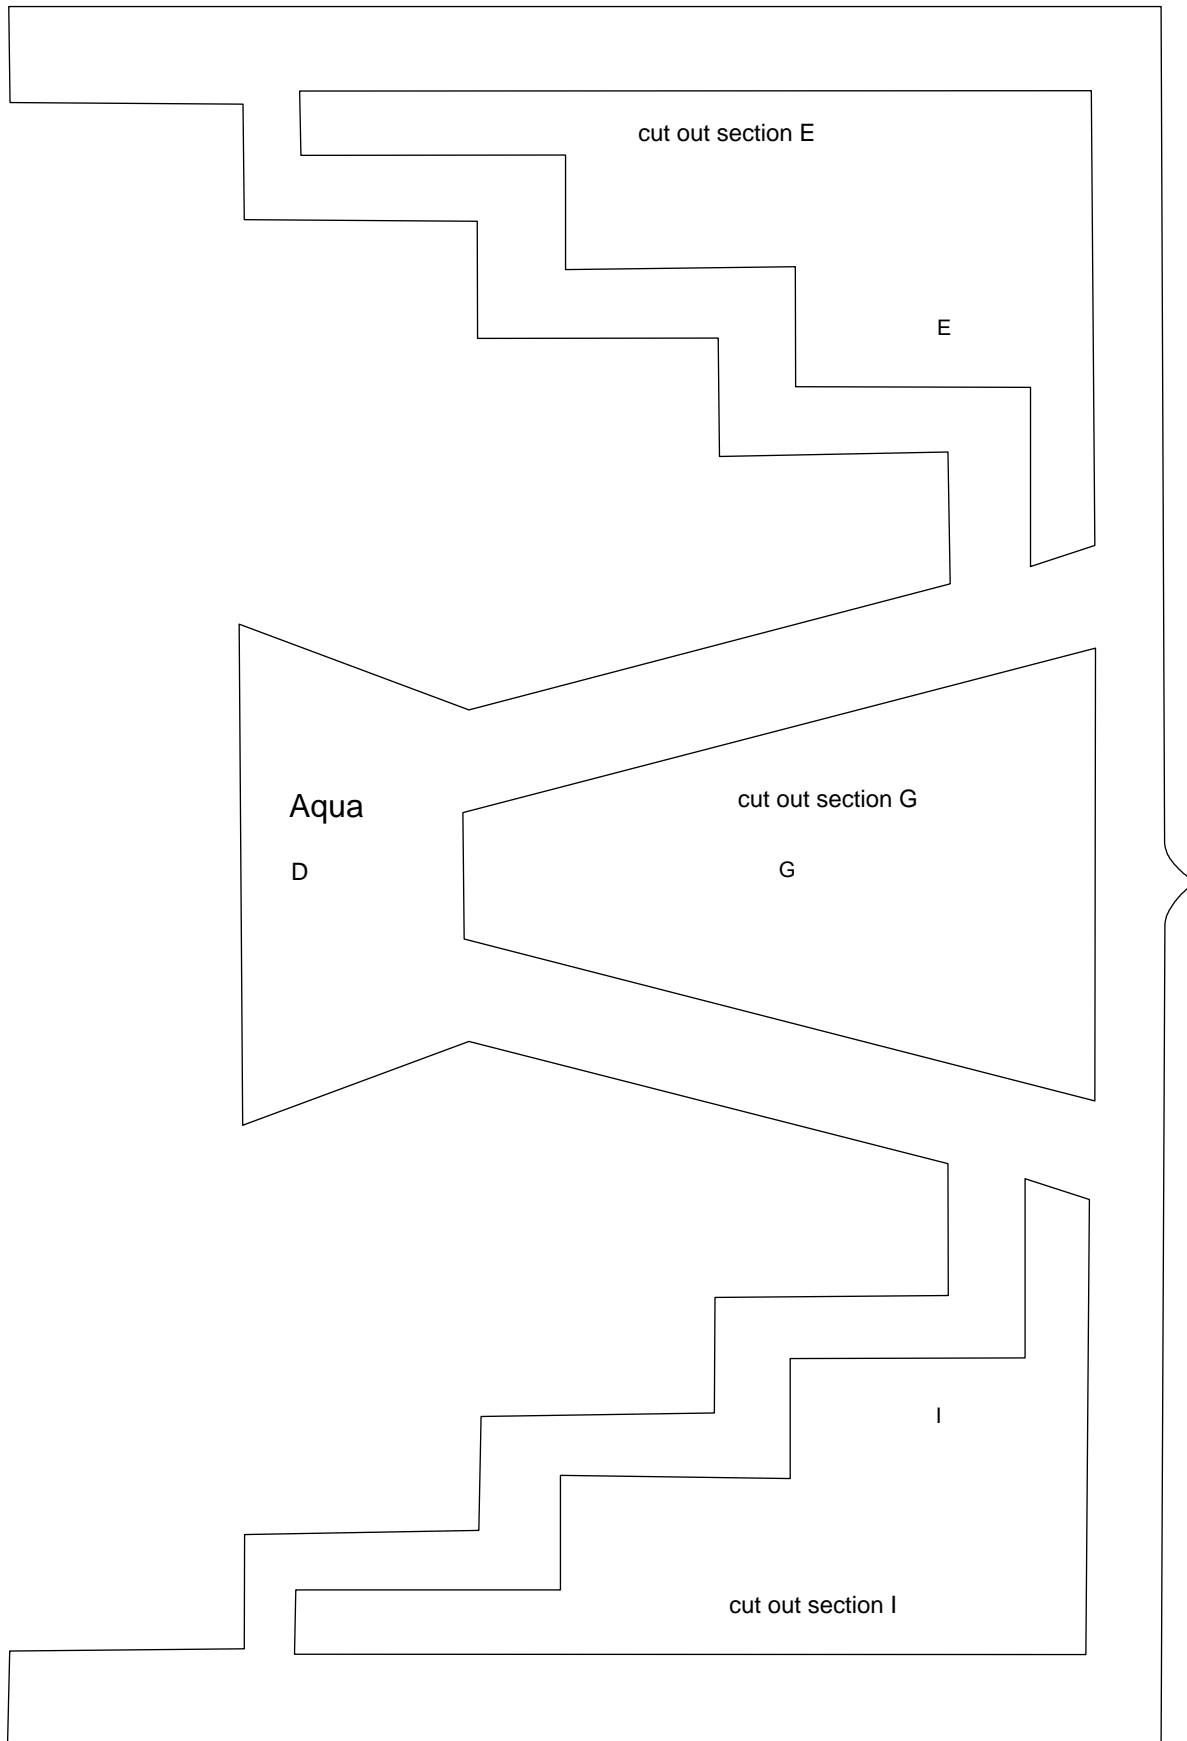 cut out section E
E
Aqua
cut out section G
D
G
I
cut out section I